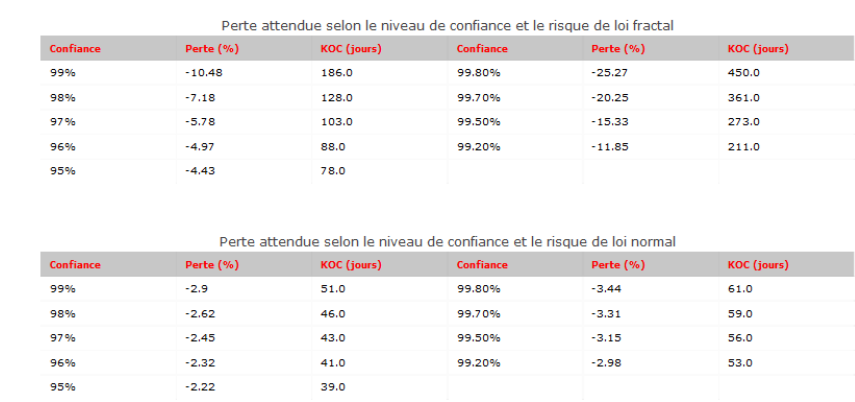 Perte attendue selon le niveau de confiance et le risque de loi fractal
Confiance Perte (%) KOC (jours) Confiance Perte (%) KOC (jours)
99% -10.48 186.0 99.80% -25.27 450.0
98% -7.18 128.0 99.70% -20.25 361.0
97% -5.78 103.0 99.50% -15.33 273.0
96% -4.97 88.0 99.20% -11.85 211.0
95% -4.43 78.0
Perte attendue selon le niveau de confiance et le risque de loi normal
Confiance Perte (%) KOC (jours) Confiance Perte (%) KOC (jours)
99% -2.9 51.0 99.80% -3.44 61.0
98% -2.62 46.0 99.70% -3.31 59.0
97% -2.45 43.0 99.50% -3.15 56.0
96% -2.32 41.0 99.20% -2.98 53.0
95% -2.22 39.0